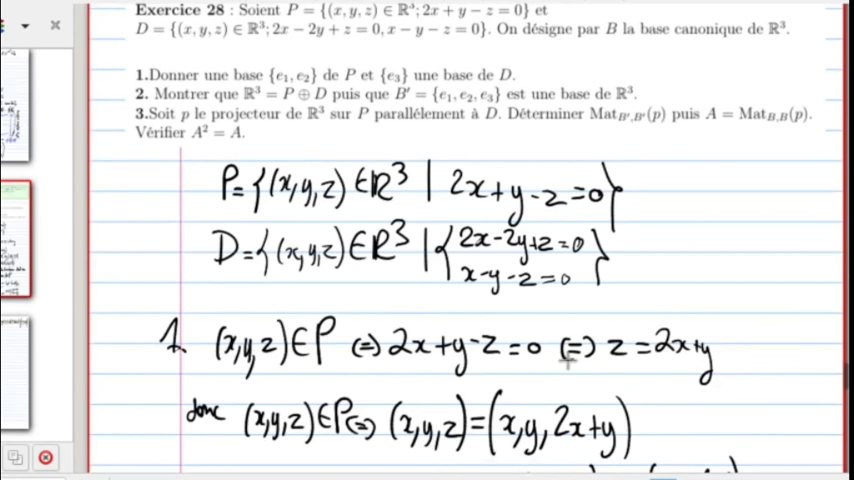 Exercice 28 : Soient P = {(x, y, z) ∈ ℝ³; 2x + y − z = 0} et
D = {(x, y, z) ∈ ℝ³; 2x − 2y + z = 0, x − y − z = 0}. On désigne par B la base canonique de ℝ³.
1.Donner une base {e₁, e₂} de P et {e₃} une base de D.
2. Montrer que ℝ³ = P ⊕ D puis que B′ = {e₁, e₂, e₃} est une base de ℝ³.
3.Soit p le projecteur de ℝ³ sur P parallélement à D. Déterminer Mat_{B′,B′}(p) puis A = Mat_{B,B}(p).
Vérifier A² = A.
P = {(x, y, z) ∈ ℝ³ | 2x + y - z = 0}
D = {(x, y, z) ∈ ℝ³ | { 2x - 2y + z = 0
x - y - z = 0 }
1. (x, y, z) ∈ P (=) 2x + y - z = 0 (=) z = 2x + y
donc (x, y, z) ∈ P (=) (x, y, z) = (x, y, 2x + y)